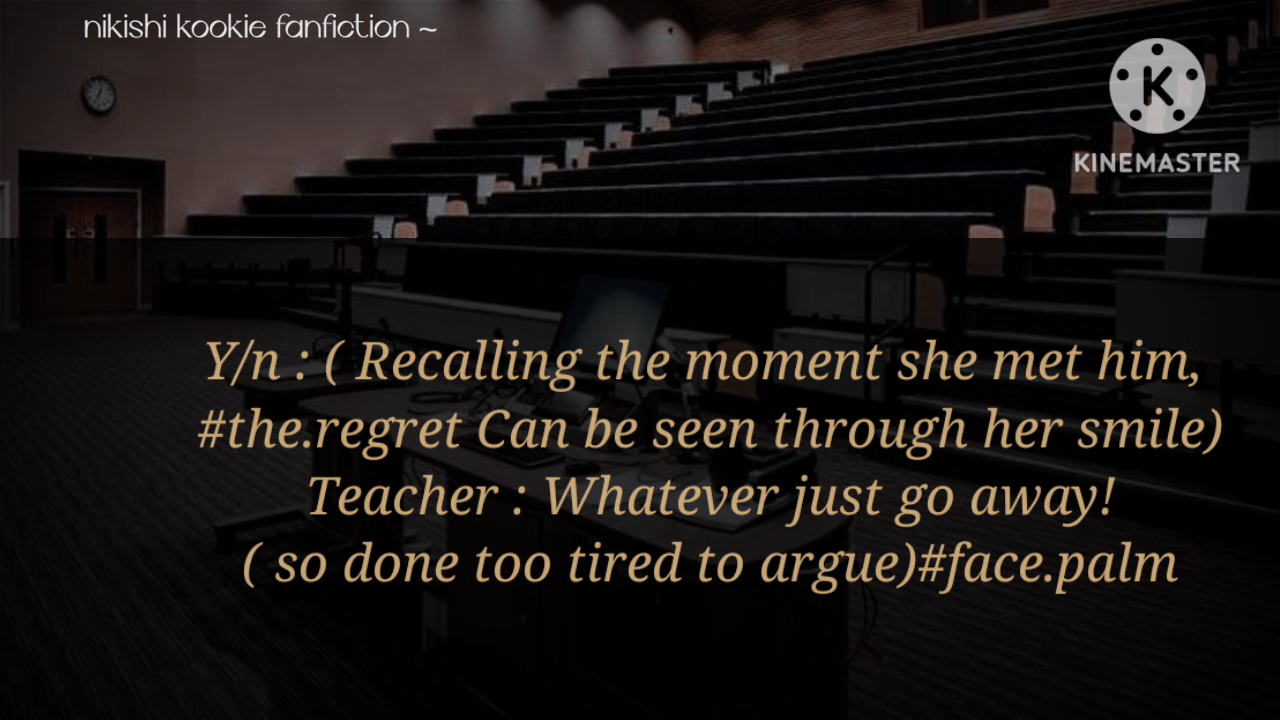 nikishi kookie fanfiction ~
K
KINEMASTER
Y/n : ( Recalling the moment she met him,
#the.regret Can be seen through her smile)
Teacher : Whatever just go away!
( so done too tired to argue)#face.palm